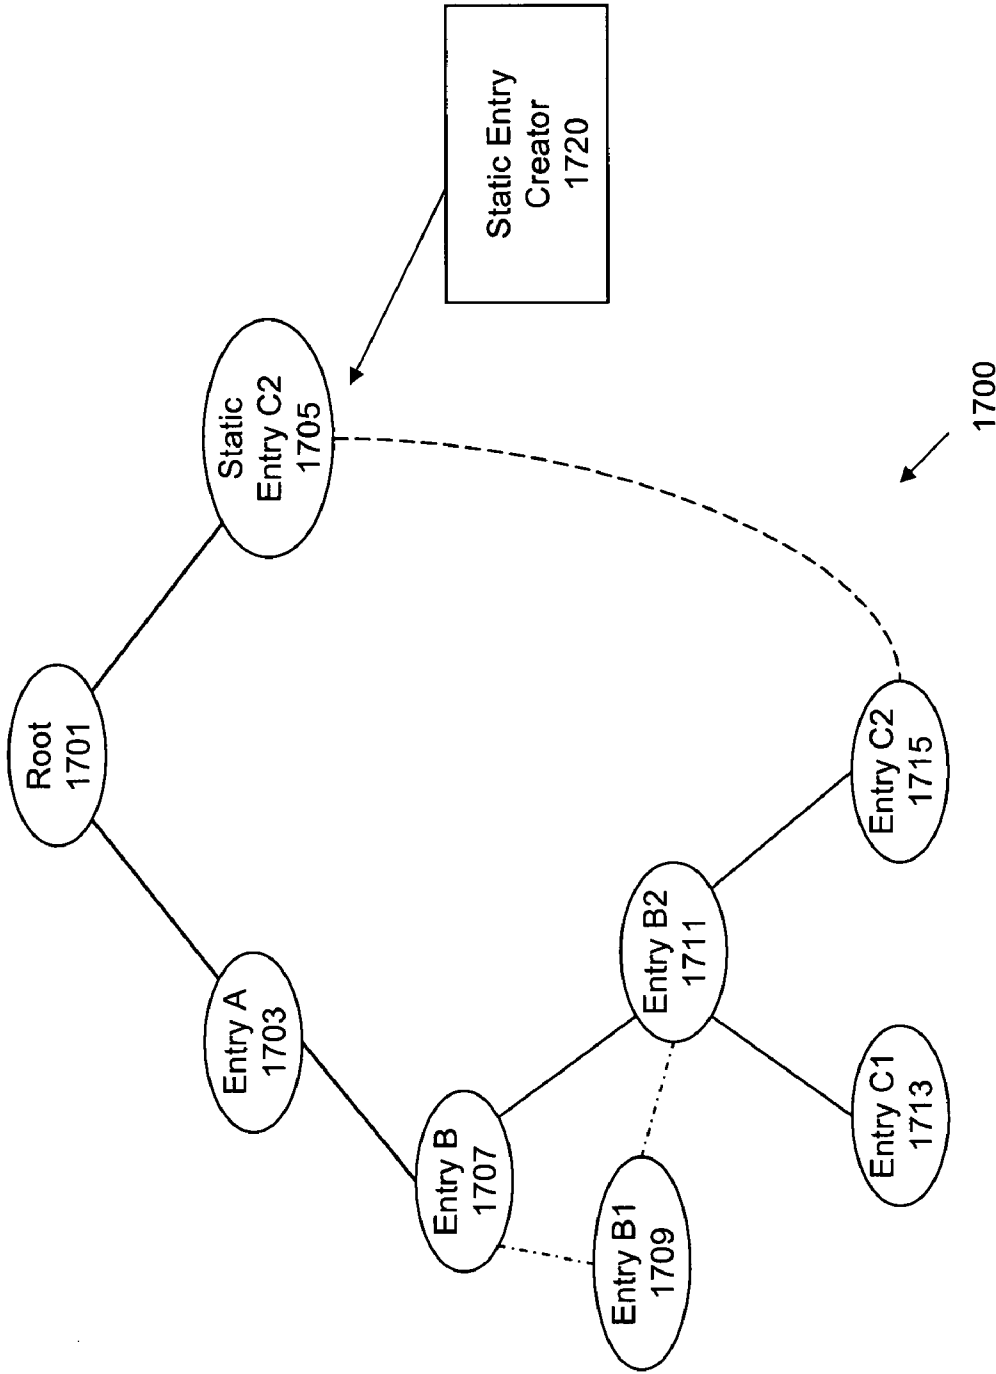 Root
1701
Entry A
1703
Static
Entry C2
1705
Entry B
1707
Static Entry
Creator
1720
Entry B1
1709
Entry B2
1711
Entry C1
1713
Entry C2
1715
1700